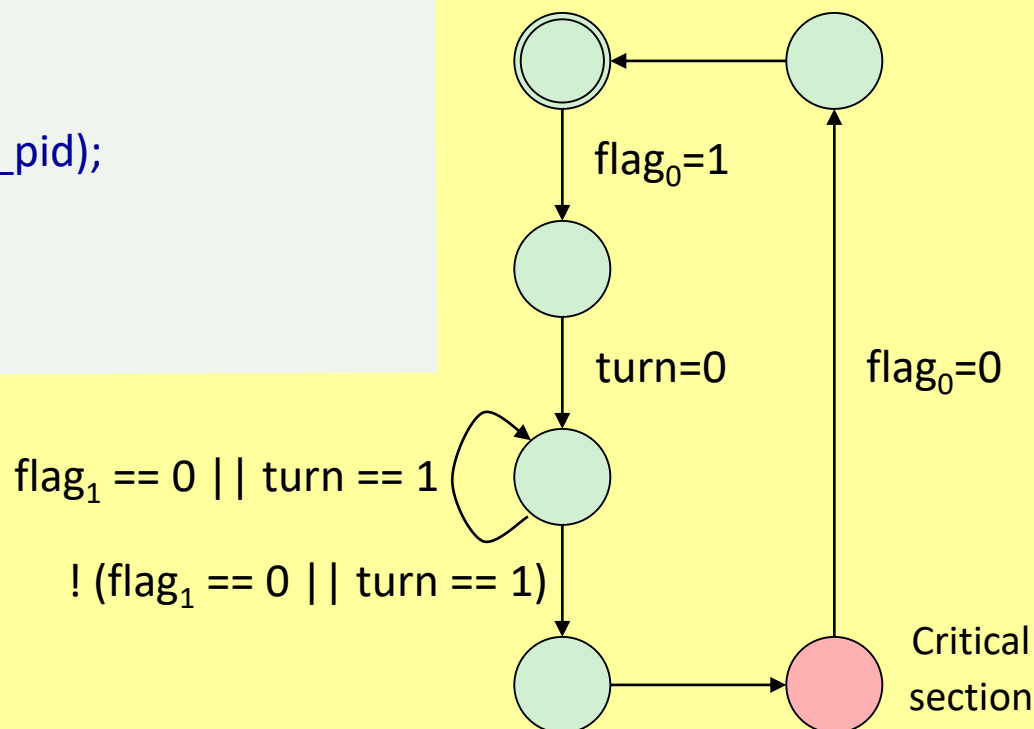 _pid);
flag₀=1
turn=0
flag₀=0
flag₁ == 0 || turn == 1
! (flag₁ == 0 || turn == 1)
Critical
section